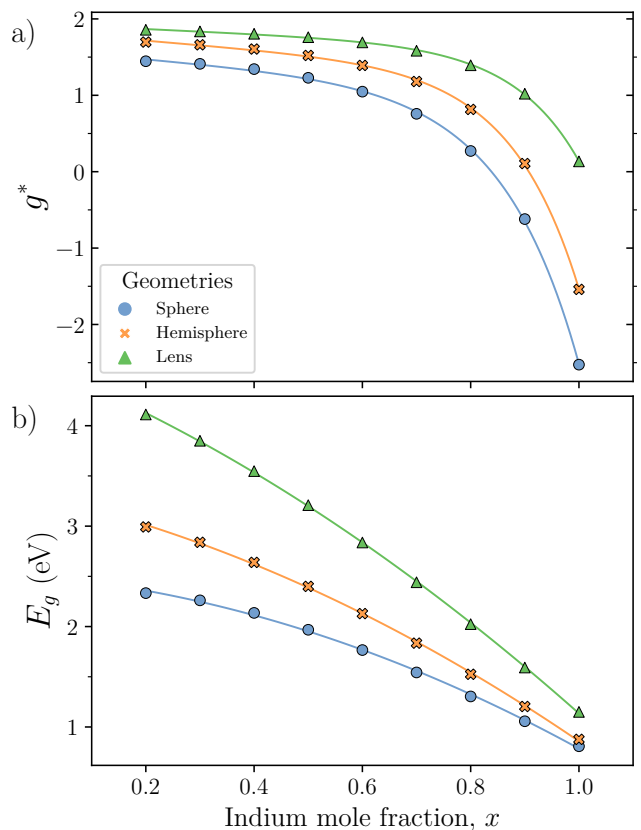 a)
2
1
0
−1
−2
g*
Geometries
Sphere
Hemisphere
Lens
b)
4
3
2
1
E_g (eV)
0.2 0.4 0.6 0.8 1.0
Indium mole fraction, x